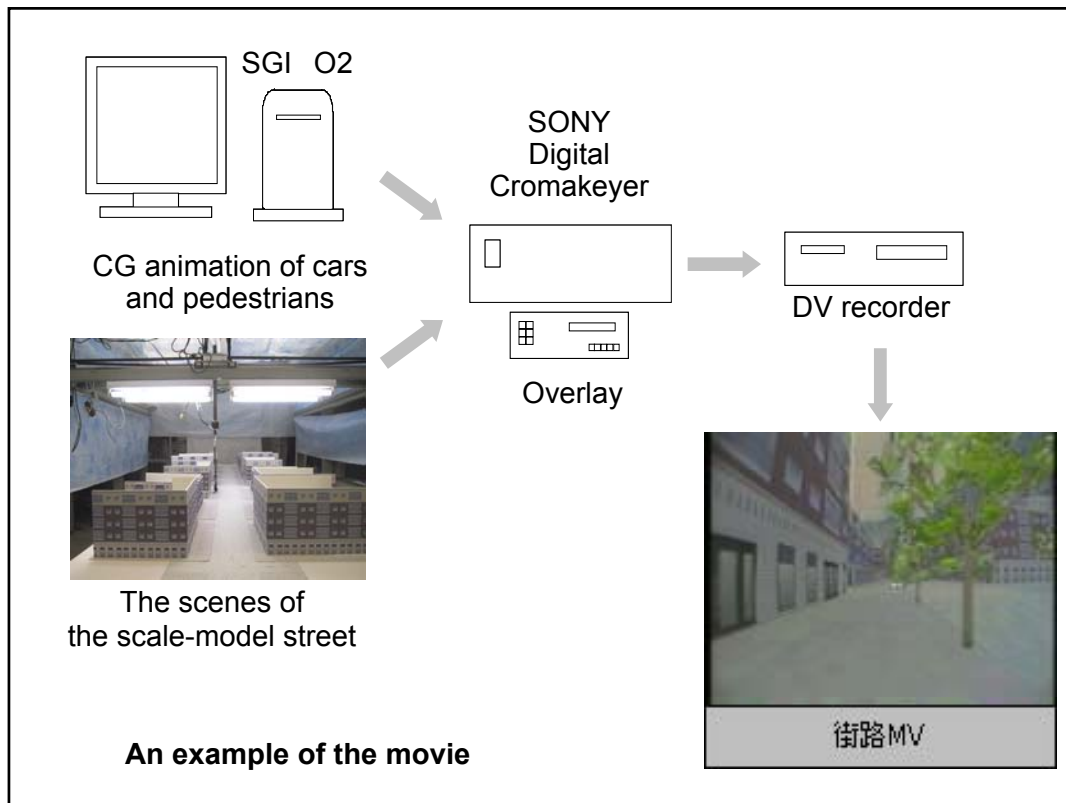 SGI O2
SONY
Digital
Cromakeyer
CG animation of cars
and pedestrians
DV recorder
Overlay
The scenes of
the scale-model street
街路MV
An example of the movie